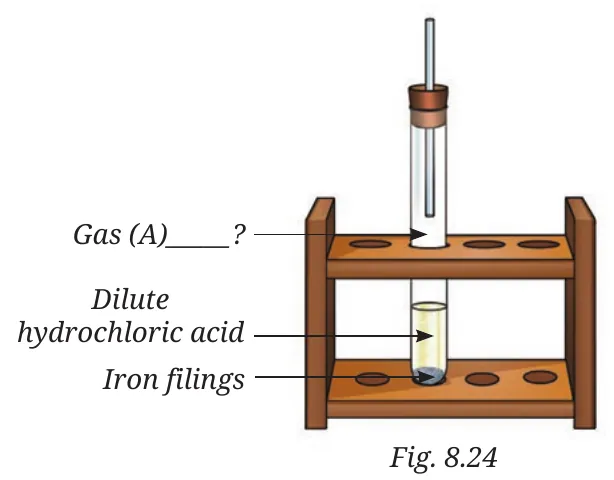 Gas (A)_____?
Dilute
hydrochloric acid
Iron filings
Fig. 8.24